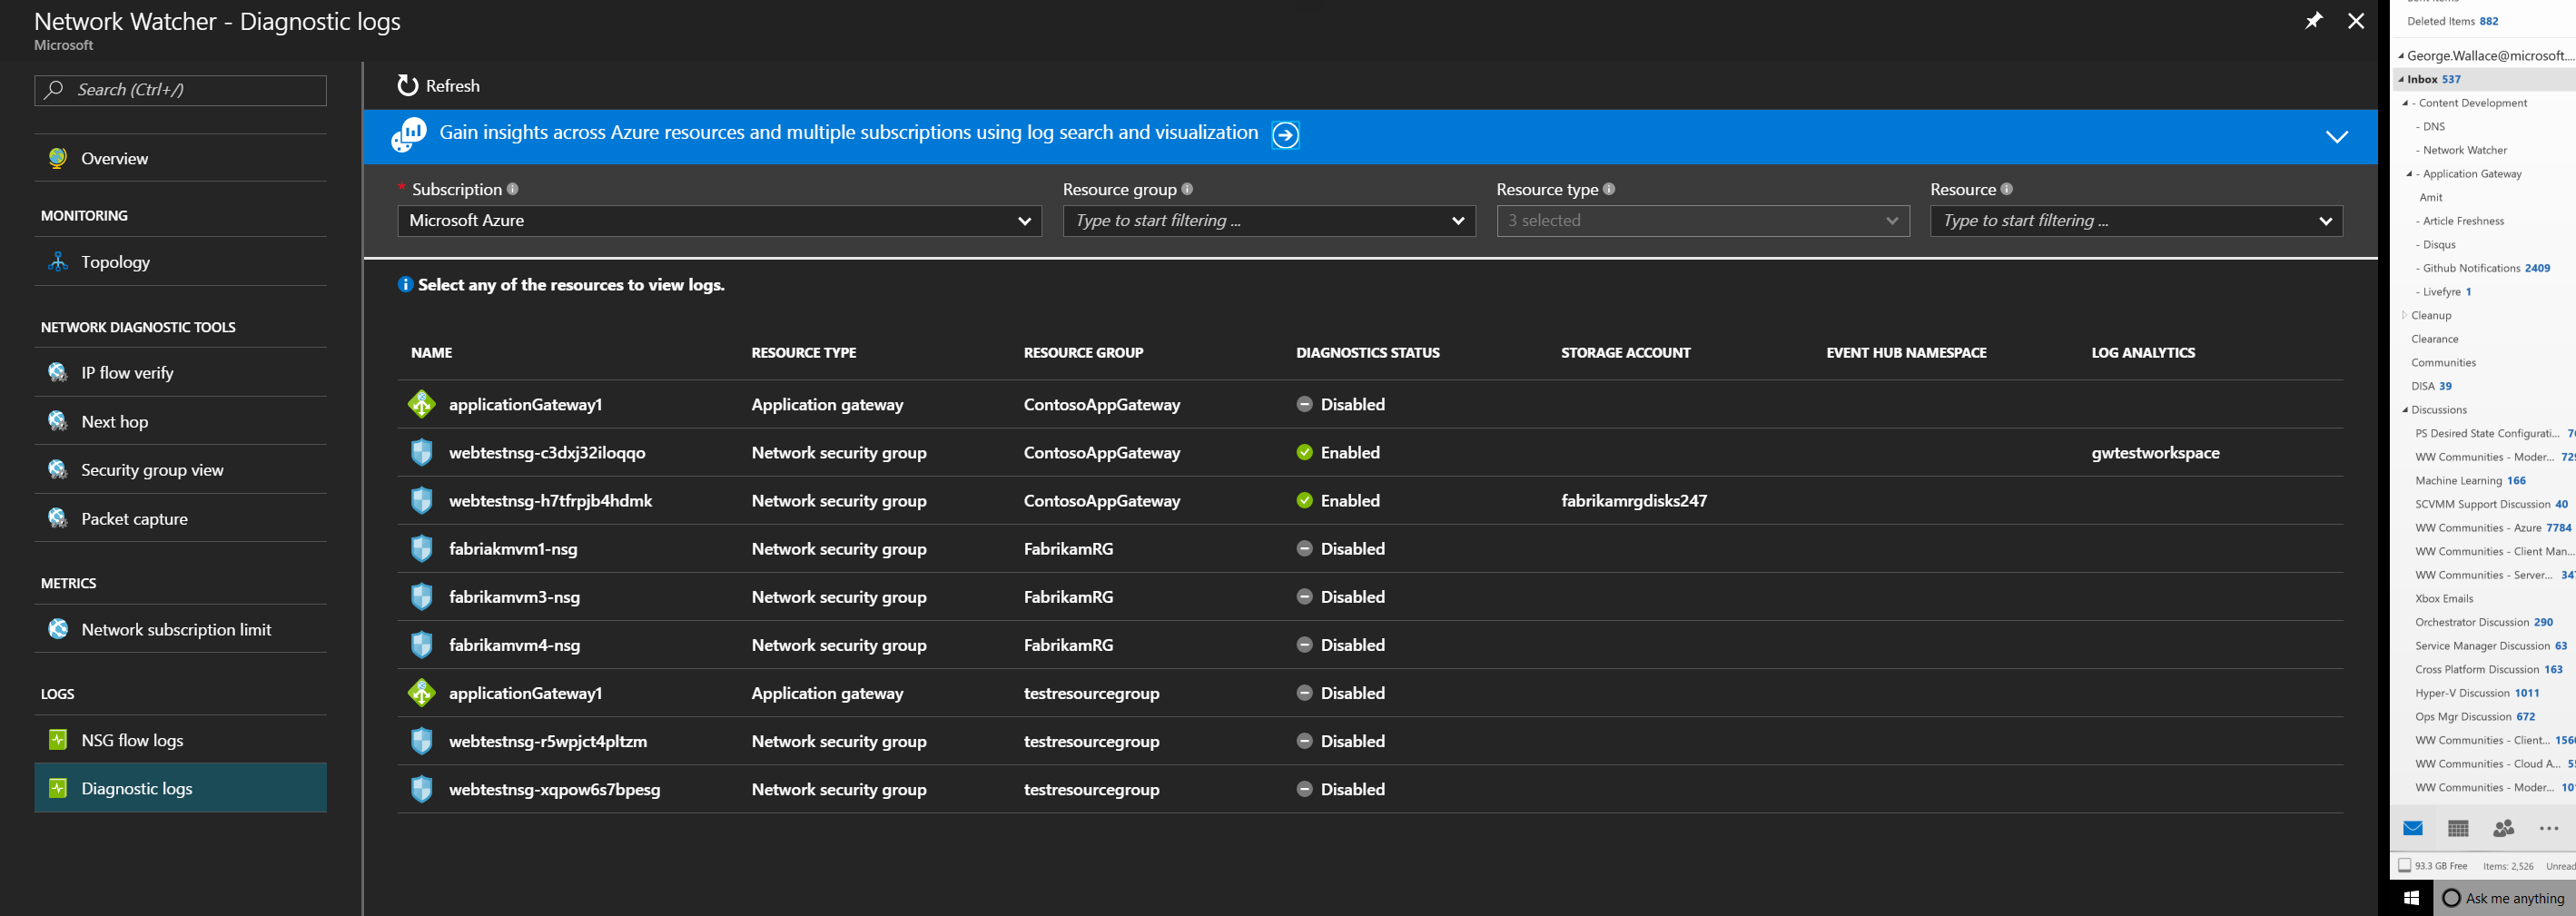 Network Watcher - Diagnostic logs
Microsoft
Search (Ctrl+/)
Overview
MONITORING
Topology
NETWORK DIAGNOSTIC TOOLS
IP flow verify
Next hop
Security group view
Packet capture
METRICS
Network subscription limit
LOGS
NSG flow logs
Diagnostic logs
Refresh
Gain insights across Azure resources and multiple subscriptions using log search and visualization
* Subscription Resource group Resource type Resource
Microsoft Azure Type to start filtering ... 3 selected Type to start filtering ...
Select any of the resources to view logs.
NAME RESOURCE TYPE RESOURCE GROUP DIAGNOSTICS STATUS STORAGE ACCOUNT EVENT HUB NAMESPACE LOG ANALYTICS
applicationGateway1 Application gateway ContosoAppGateway Disabled
webtestnsg-c3dxj32iloqqo Network security group ContosoAppGateway Enabled gwtestworkspace
webtestnsg-h7tfrpjb4hdmk Network security group ContosoAppGateway Enabled fabrikamrgdisks247
fabriakmvm1-nsg Network security group FabrikamRG Disabled
fabrikamvm3-nsg Network security group FabrikamRG Disabled
fabrikamvm4-nsg Network security group FabrikamRG Disabled
applicationGateway1 Application gateway testresourcegroup Disabled
webtestnsg-r5wpjct4pltzm Network security group testresourcegroup Disabled
webtestnsg-xqpow6s7bpesg Network security group testresourcegroup Disabled
Deleted Items 882
George.Wallace@microsoft....
Inbox 537
- Content Development
- DNS
- Network Watcher
- Application Gateway
Amit
- Article Freshness
- Disqus
- Github Notifications 2409
- Livefyre 1
Cleanup
Clearance
Communities
DISA 39
Discussions
PS Desired State Configurati...
WW Communities - Moder... 729
Machine Learning 166
SCVMM Support Discussion 40
WW Communities - Azure 7784
WW Communities - Client Man...
WW Communities - Server... 347
Xbox Emails
Orchestrator Discussion 290
Service Manager Discussion 63
Cross Platform Discussion 163
Hyper-V Discussion 1011
Ops Mgr Discussion 672
WW Communities - Client...
WW Communities - Cloud A...
WW Communities - Moder...
93.3 GB Free Items: 2,526 Unread
Ask me anything